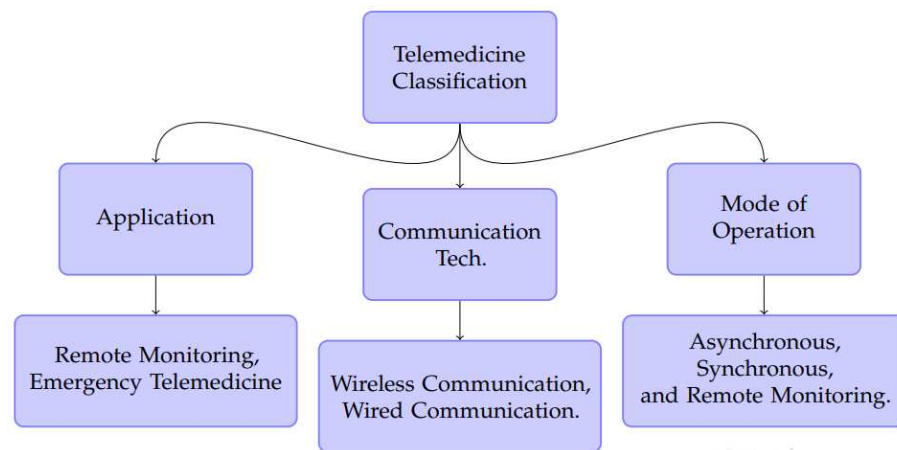 Telemedicine
Classification
Application
Communication
Tech.
Mode of
Operation
Remote Monitoring,
Emergency Telemedicine
Wireless Communication,
Wired Communication.
Asynchronous,
Synchronous,
and Remote Monitoring.